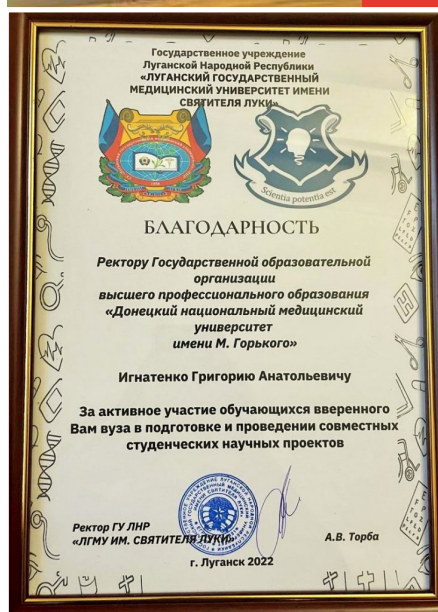 Государственное учреждение
Луганской Народной Республики
«ЛУГАНСКИЙ ГОСУДАРСТВЕННЫЙ
МЕДИЦИНСКИЙ УНИВЕРСИТЕТ ИМЕНИ
СВЯТИТЕЛЯ ЛУКИ»
Scientia potentia est
БЛАГОДАРНОСТЬ
Ректору Государственной образовательной
организации
высшего профессионального образования
«Донецкий национальный медицинский
университет
имени М. Горького»
Игнатенко Григорию Анатольевичу
За активное участие обучающихся вверенного
Вам вуза в подготовке и проведении совместных
студенческих научных проектов
Ректор ГУ ЛНР
«ЛГМУ ИМ. СВЯТИТЕЛЯ ЛУКИ»
А.В. Торба
г. Луганск 2022